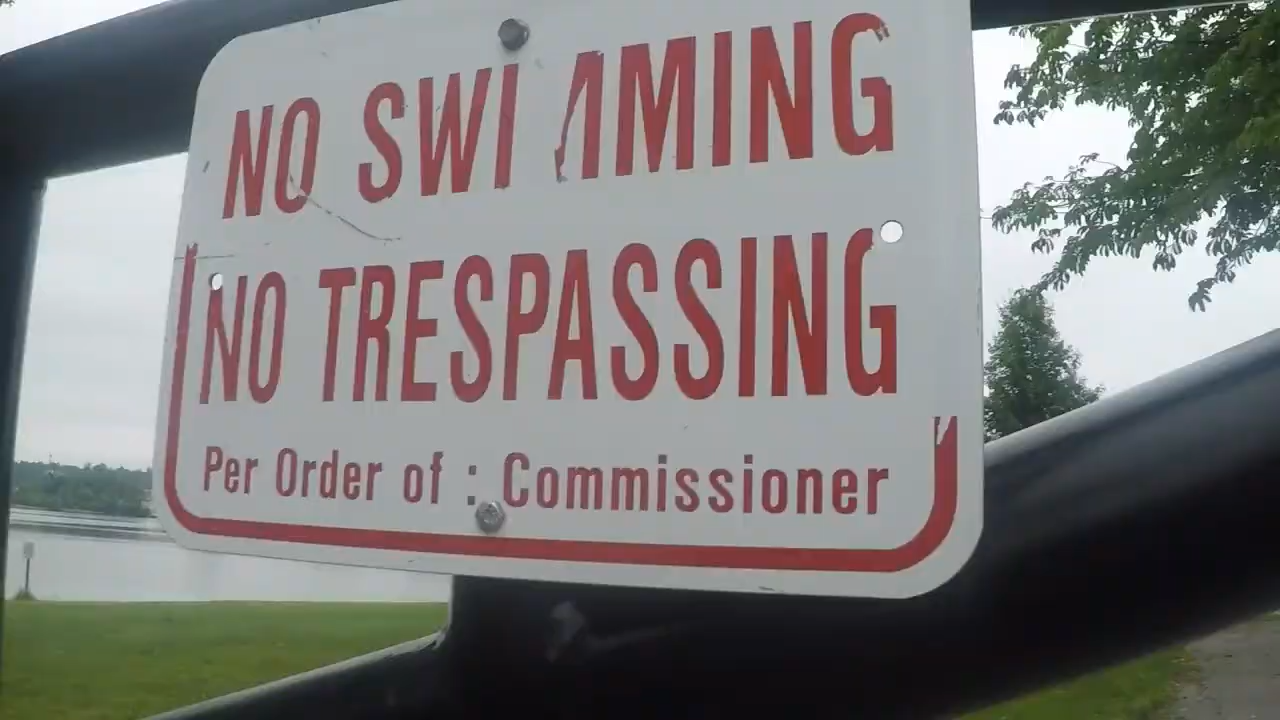 NO SWIMMING
NO TRESPASSING
Per Order of : Commissioner